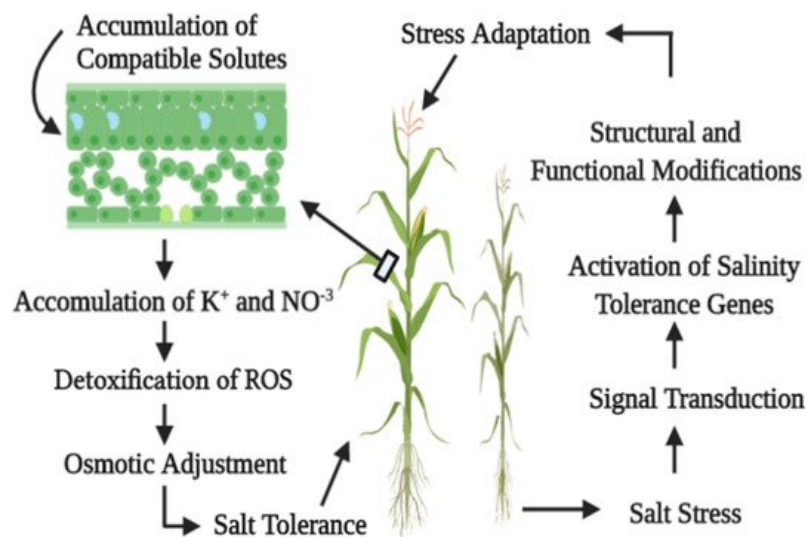 Accumulation of
Compatible Solutes
Accomulation of K⁺ and NO⁻³
Detoxification of ROS
Osmotic Adjustment
Salt Tolerance
Stress Adaptation
Structural and
Functional Modifications
Activation of Salinity
Tolerance Genes
Signal Transduction
Salt Stress